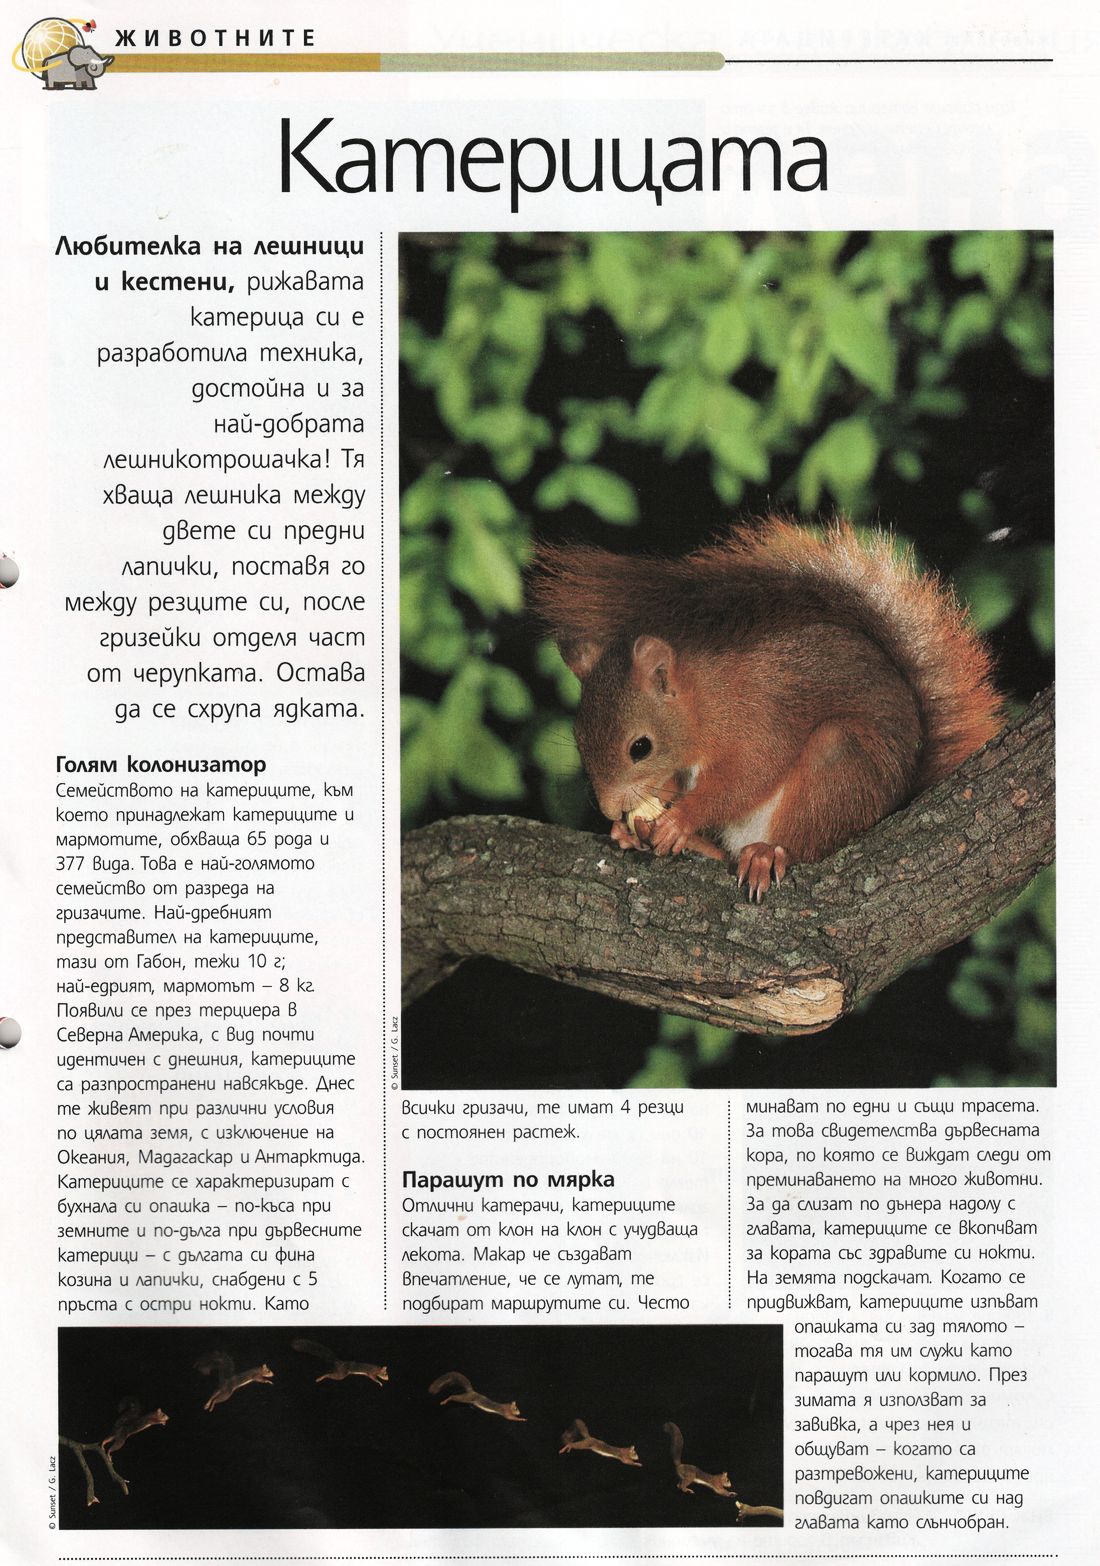 ЖИВОТНИТЕ
Катерицата
Любителка на лешници
и кестени, рижавата
катерица си е
разработила техника,
достойна и за
най-добрата
лешникотрошачка! Тя
хваща лешника между
двете си предни
лапички, поставя го
между резците си, после
гризейки отделя част
от черупката. Остава
да се схрупа ядката.
Голям колонизатор
Семейството на катериците, към
което принадлежат катериците и
мармотите, обхваща 65 рода и
377 вида. Това е най-голямото
семейство от разреда на
гризачите. Най-дребният
представител на катериците,
тази от Габон, тежи 10 г;
най-едрият, мармотът – 8 кг.
Появили се през терциера в
Северна Америка, с вид почти
идентичен с днешния, катериците
са разпространени навсякъде. Днес
те живеят при различни условия
по цялата земя, с изключение на
Океания, Мадагаскар и Антарктида.
Катериците се характеризират с
бухнала си опашка – по-къса при
земните и по-дълга при дървесните
катерици – с дългата си фина
козина и лапички, снабдени с 5
пръста с остри нокти. Като
© Sunset / G. Lacz
всички гризачи, те имат 4 резци
с постоянен растеж.
Парашут по мярка
Отлични катерачи, катериците
скачат от клон на клон с учудваща
лекота. Макар че създават
впечатление, че се лутат, те
подбират маршрутите си. Често
минават по едни и същи трасета.
За това свидетелства дървесната
кора, по която се виждат следи от
преминаването на много животни.
За да слизат по дънера надолу с
главата, катериците се вкопчват
за кората със здравите си нокти.
На земята подскачат. Когато се
придвижват, катериците изпъват
опашката си зад тялото –
тогава тя им служи като
парашут или кормило. През
зимата я използват за
завивка, а чрез нея и
общуват – когато са
разтревожени, катериците
повдигат опашките си над
главата като слънчобран.
© Sunset / G. Lacz